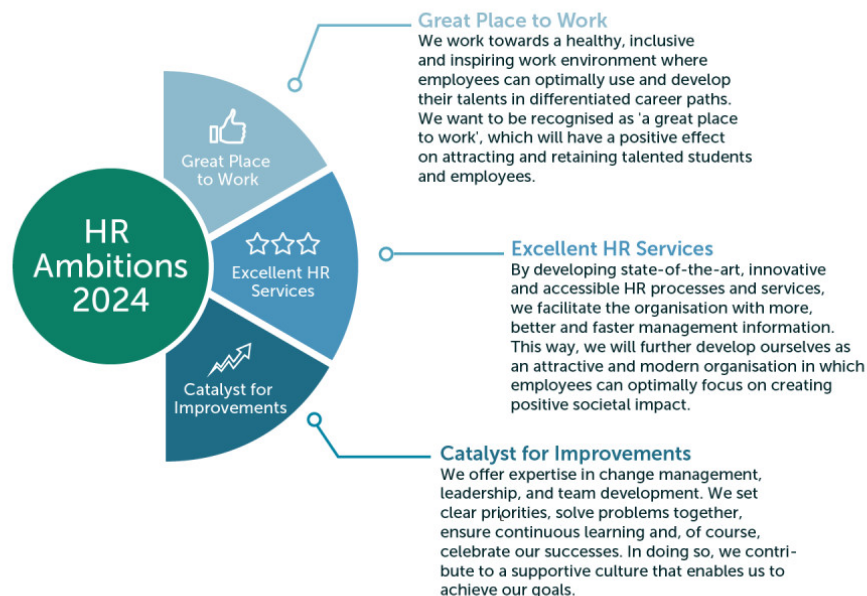 Great Place to Work
We work towards a healthy, inclusive
and inspiring work environment where
employees can optimally use and develop
their talents in differentiated career paths.
We want to be recognised as 'a great place
to work', which will have a positive effect
on attracting and retaining talented students
and employees.
Great Place
to Work
HR
Ambitions
2024
Excellent HR
Services
Excellent HR Services
By developing state-of-the-art, innovative
and accessible HR processes and services,
we facilitate the organisation with more,
better and faster management information.
This way, we will further develop ourselves as
an attractive and modern organisation in which
employees can optimally focus on creating
positive societal impact.
Catalyst for
Improvements
Catalyst for Improvements
We offer expertise in change management,
leadership, and team development. We set
clear priorities, solve problems together,
ensure continuous learning and, of course,
celebrate our successes. In doing so, we contri-
bute to a supportive culture that enables us to
achieve our goals.